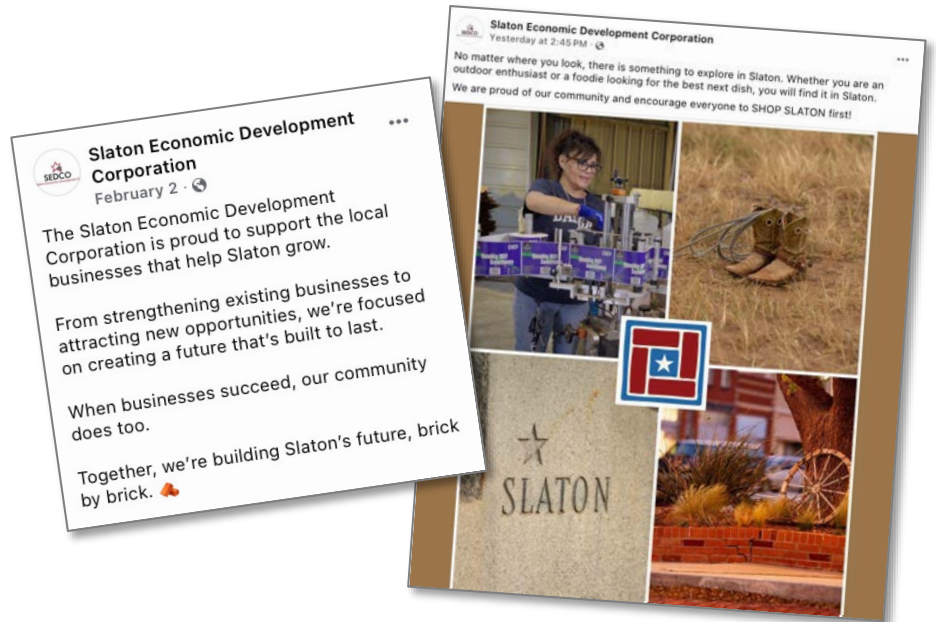 Slaton Economic Development
Corporation
SEDCO
February 2 ·
The Slaton Economic Development
Corporation is proud to support the local
businesses that help Slaton grow.
From strengthening existing businesses to
attracting new opportunities, we're focused
on creating a future that's built to last.
When businesses succeed, our community
does too.
Together, we're building Slaton's future, brick
by brick.
Slaton Economic Development Corporation
SEDCO
Yesterday at 2:45 PM ·
No matter where you look, there is something to explore in Slaton. Whether you are an
outdoor enthusiast or a foodie looking for the best next dish, you will find it in Slaton.
We are proud of our community and encourage everyone to SHOP SLATON first!
SLATON